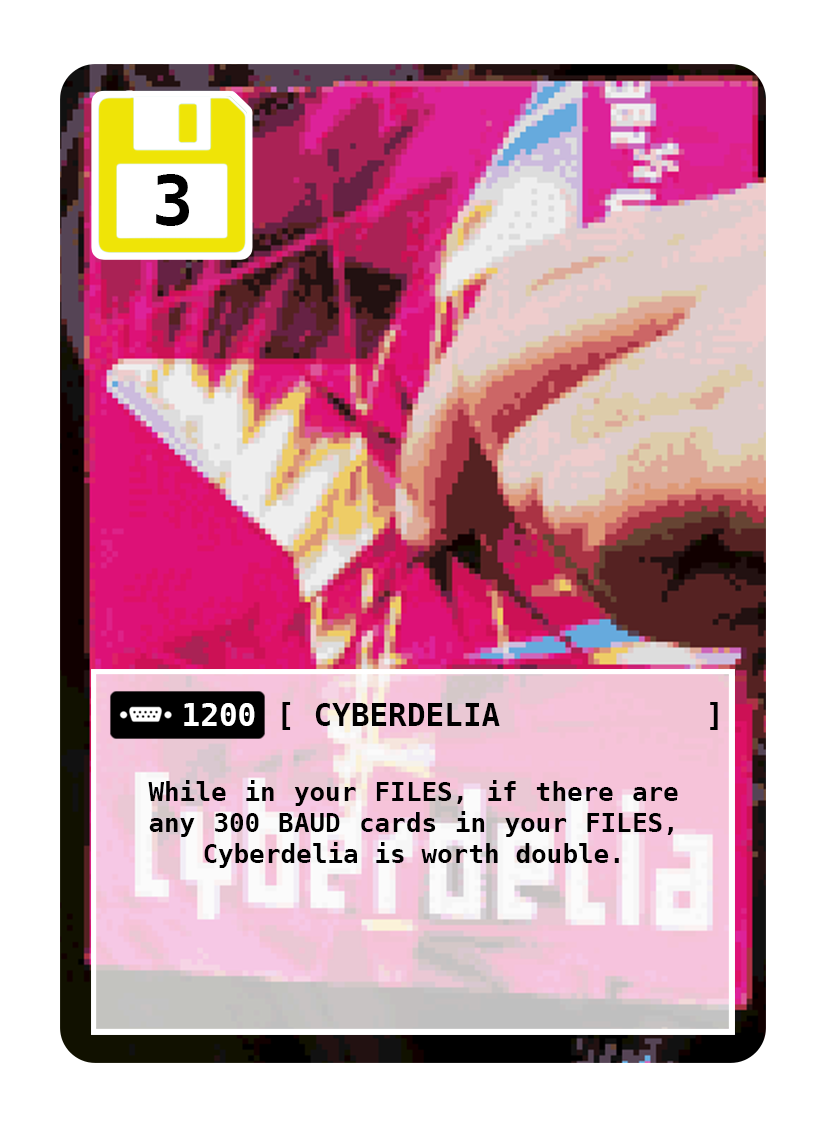 3
1200 [ CYBERDELIA ]
While in your FILES, if there are
any 300 BAUD cards in your FILES,
Cyberdelia is worth double.
Cyberdelia